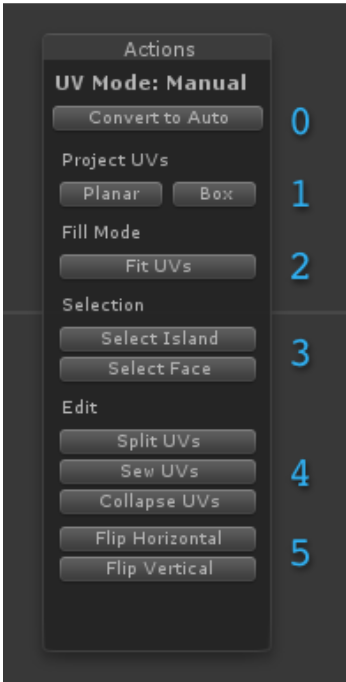 Actions
UV Mode: Manual
Convert to Auto 0
Project UVs
Planar Box 1
Fill Mode
Fit UVs 2
Selection
Select Island
3
Select Face
Edit
Split UVs
Sew UVs 4
Collapse UVs
Flip Horizontal
5
Flip Vertical